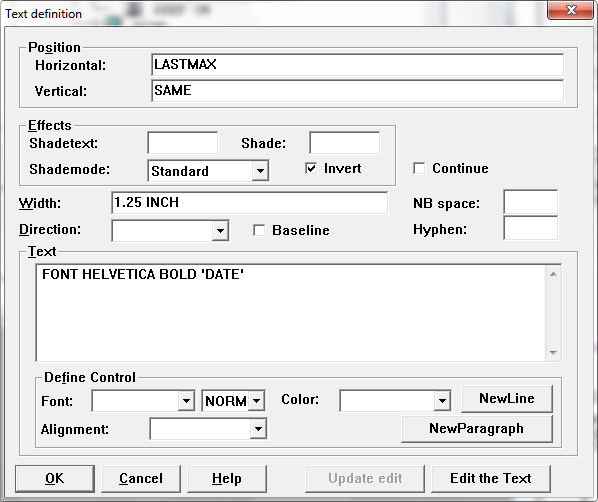 Text definition
Position
Horizontal: LASTMAX
Vertical: SAME
Effects
Shadetext: Shade:
Shademode: Standard Invert Continue
Width: 1.25 INCH NB space:
Direction: Baseline Hyphen:
Text
FONT HELVETICA BOLD 'DATE'
Define Control
Font: NORM Color: NewLine
Alignment: NewParagraph
OK Cancel Help Update edit Edit the Text